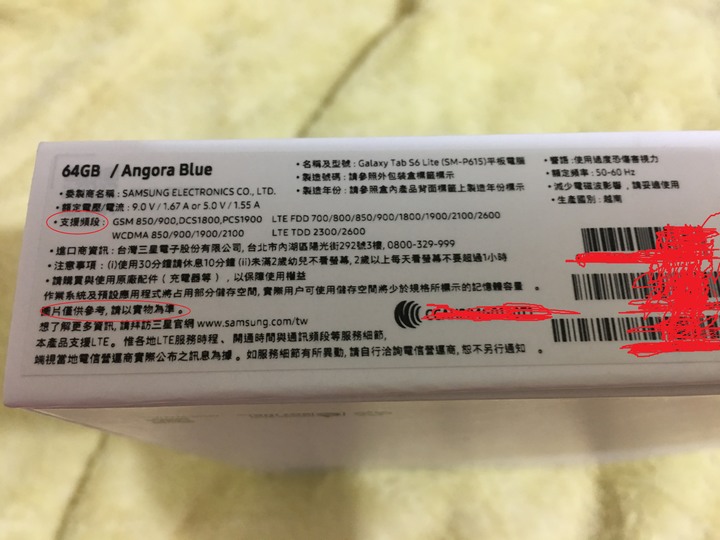 64GB / Angora Blue
•委製商名稱：SAMSUNG ELECTRONICS CO., LTD.
•額定電壓/電流：9.0 V / 1.67 A or 5.0 V / 1.55 A
•支援頻段：GSM 850/900,DCS1800,PCS1900 LTE FDD 700/800/850/900/1800/1900/2100/2600
WCDMA 850/900/1900/2100 LTE TDD 2300/2600
•進口商資訊：台灣三星電子股份有限公司, 台北市內湖區陽光街292號3樓, 0800-329-999
•注意事項：(i)使用30分鐘請休息10分鐘 (ii)未滿2歲幼兒不看螢幕, 2歲以上每天看螢幕不要超過1小時
請購買與使用原廠配件（充電器等），以保障使用權益
作業系統及預設應用程式將占用部分儲存空間, 實際用戶可使用儲存空間將少於規格所標示的記憶體容量。
圖片僅供參考, 請以實物為準。
想了解更多資訊, 請拜訪三星官網 www.samsung.com/tw
本產品支援LTE。惟各地LTE服務時程、開通時間與通訊頻段等服務細節,
端視當地電信營運商實際公布之訊息為據。如服務細節有所異動, 請自行洽詢電信營運商, 恕不另行通知。
•名稱及型號：Galaxy Tab S6 Lite (SM-P615)平板電腦
•製造號碼：請參照外包裝盒標籤標示
•製造年份：請參照盒內產品背面標籤上製造年份標示
•警語：使用過度恐傷害視力
•額定頻率：50-60 Hz
•減少電磁波影響，請妥適使用
•生產國別：越南